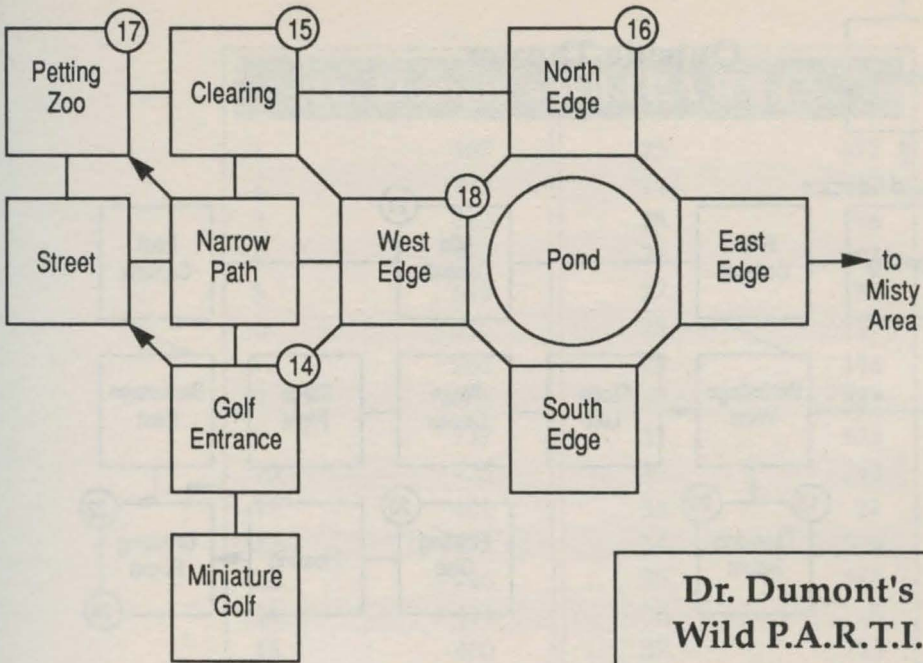 17
15
16
Petting
Zoo
Clearing
North
Edge
18
Street
Narrow
Path
West
Edge
Pond
East
Edge
to
Misty
Area
14
Golf
Entrance
South
Edge
Miniature
Golf
Dr. Dumont's
Wild P.A.R.T.I.